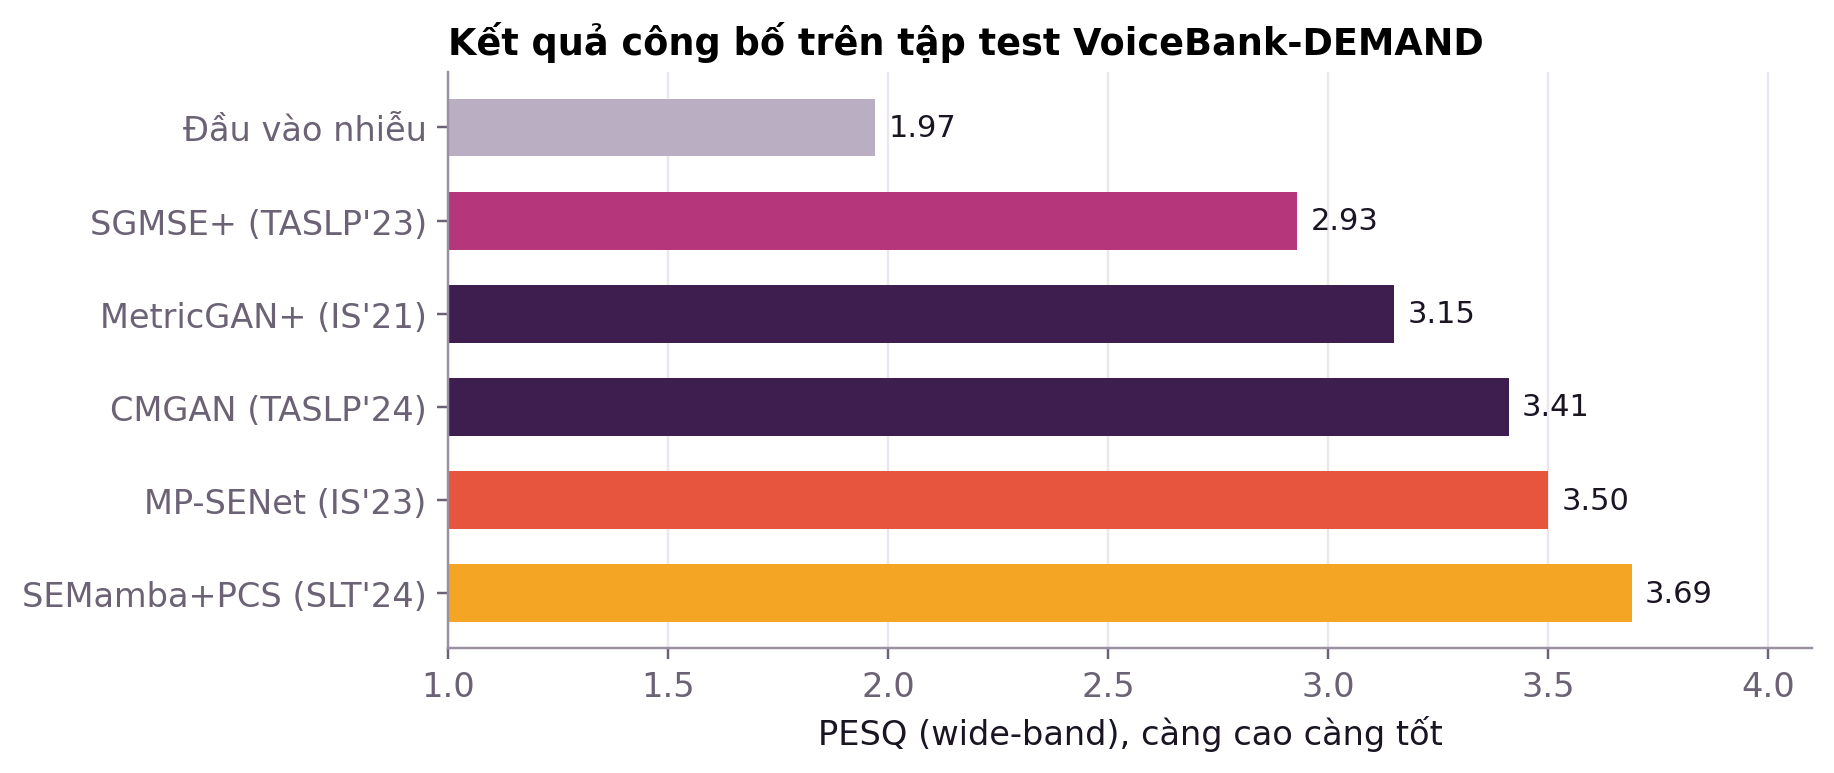 Kết quả công bố trên tập test VoiceBank-DEMAND
Đầu vào nhiễu 1.97
SGMSE+ (TASLP'23) 2.93
MetricGAN+ (IS'21) 3.15
CMGAN (TASLP'24) 3.41
MP-SENet (IS'23) 3.50
SEMamba+PCS (SLT'24) 3.69
1.0 1.5 2.0 2.5 3.0 3.5 4.0
PESQ (wide-band), càng cao càng tốt